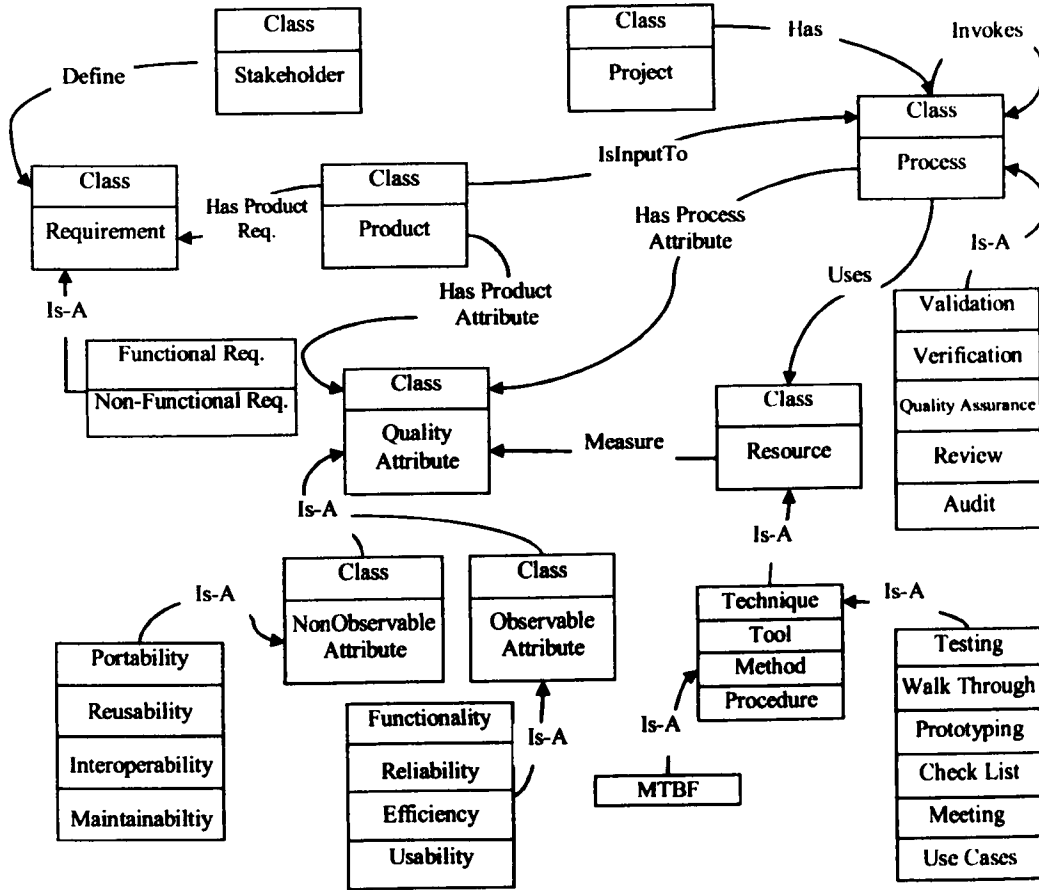 Class
Stakeholder
Define
Class
Project
Has
Invokes
Class
Process
IsInputTo
Class
Requirement
Has Product
Req.
Class
Product
Has Process
Attribute
Is-A
Uses
Has Product
Attribute
Is-A
Functional Req.
Non-Functional Req.
Validation
Verification
Quality Assurance
Review
Audit
Class
Quality
Attribute
Measure
Class
Resource
Is-A
Is-A
Class
NonObservable
Attribute
Class
Observable
Attribute
Is-A
Portability
Reusability
Interoperability
Maintainabiltiy
Functionality
Reliability
Efficiency
Usability
Is-A
Technique
Tool
Method
Procedure
Is-A
MTBF
Is-A
Testing
Walk Through
Prototyping
Check List
Meeting
Use Cases